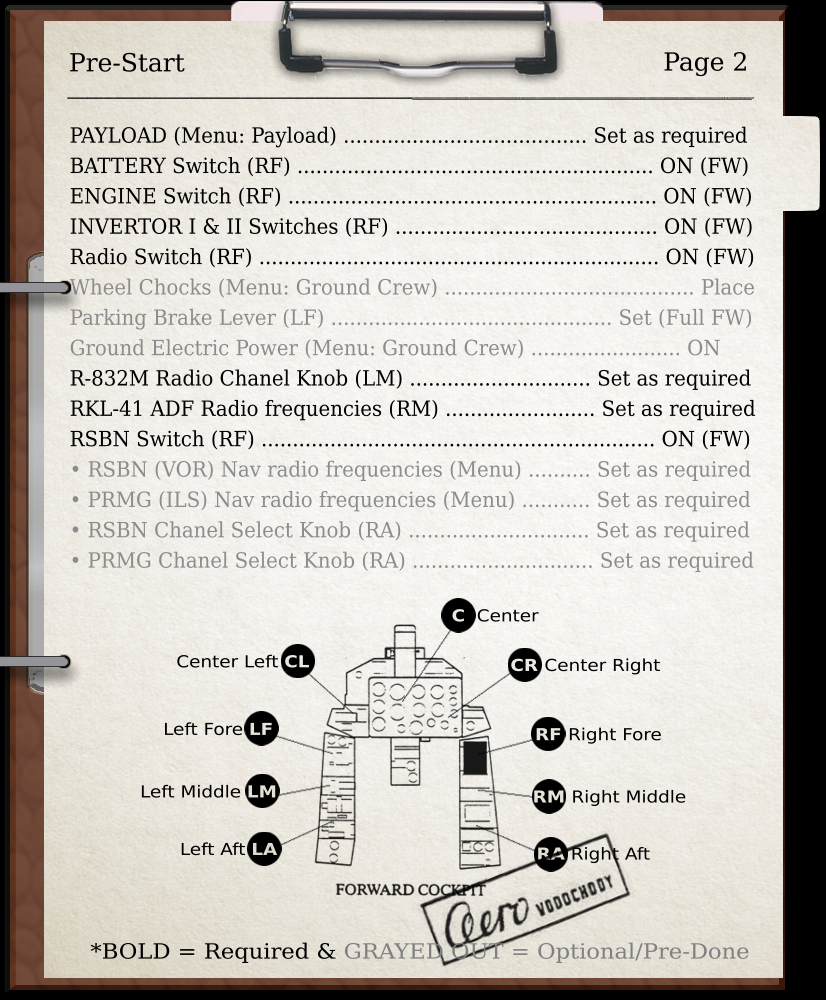 Pre-Start Page 2
PAYLOAD (Menu: Payload) ....................................... Set as required
BATTERY Switch (RF) ......................................................... ON (FW)
ENGINE Switch (RF) ............................................................ ON (FW)
INVERTOR I & II Switches (RF) .......................................... ON (FW)
Radio Switch (RF) ................................................................ ON (FW)
Wheel Chocks (Menu: Ground Crew) ........................................ Place
Parking Brake Lever (LF) ............................................. Set (Full FW)
Ground Electric Power (Menu: Ground Crew) ........................ ON
R-832M Radio Chanel Knob (LM) ............................. Set as required
RKL-41 ADF Radio frequencies (RM) ........................ Set as required
RSBN Switch (RF) ............................................................... ON (FW)
• RSBN (VOR) Nav radio frequencies (Menu) .......... Set as required
• PRMG (ILS) Nav radio frequencies (Menu) ........... Set as required
• RSBN Chanel Select Knob (RA) ............................. Set as required
• PRMG Chanel Select Knob (RA) ............................. Set as required
C Center
Center Left CL
CR Center Right
Left Fore LF
RF Right Fore
Left Middle LM
RM Right Middle
Left Aft LA
RA Right Aft
FORWARD COCKPIT
aero VODOCHODY
*BOLD = Required & GRAYED OUT = Optional/Pre-Done